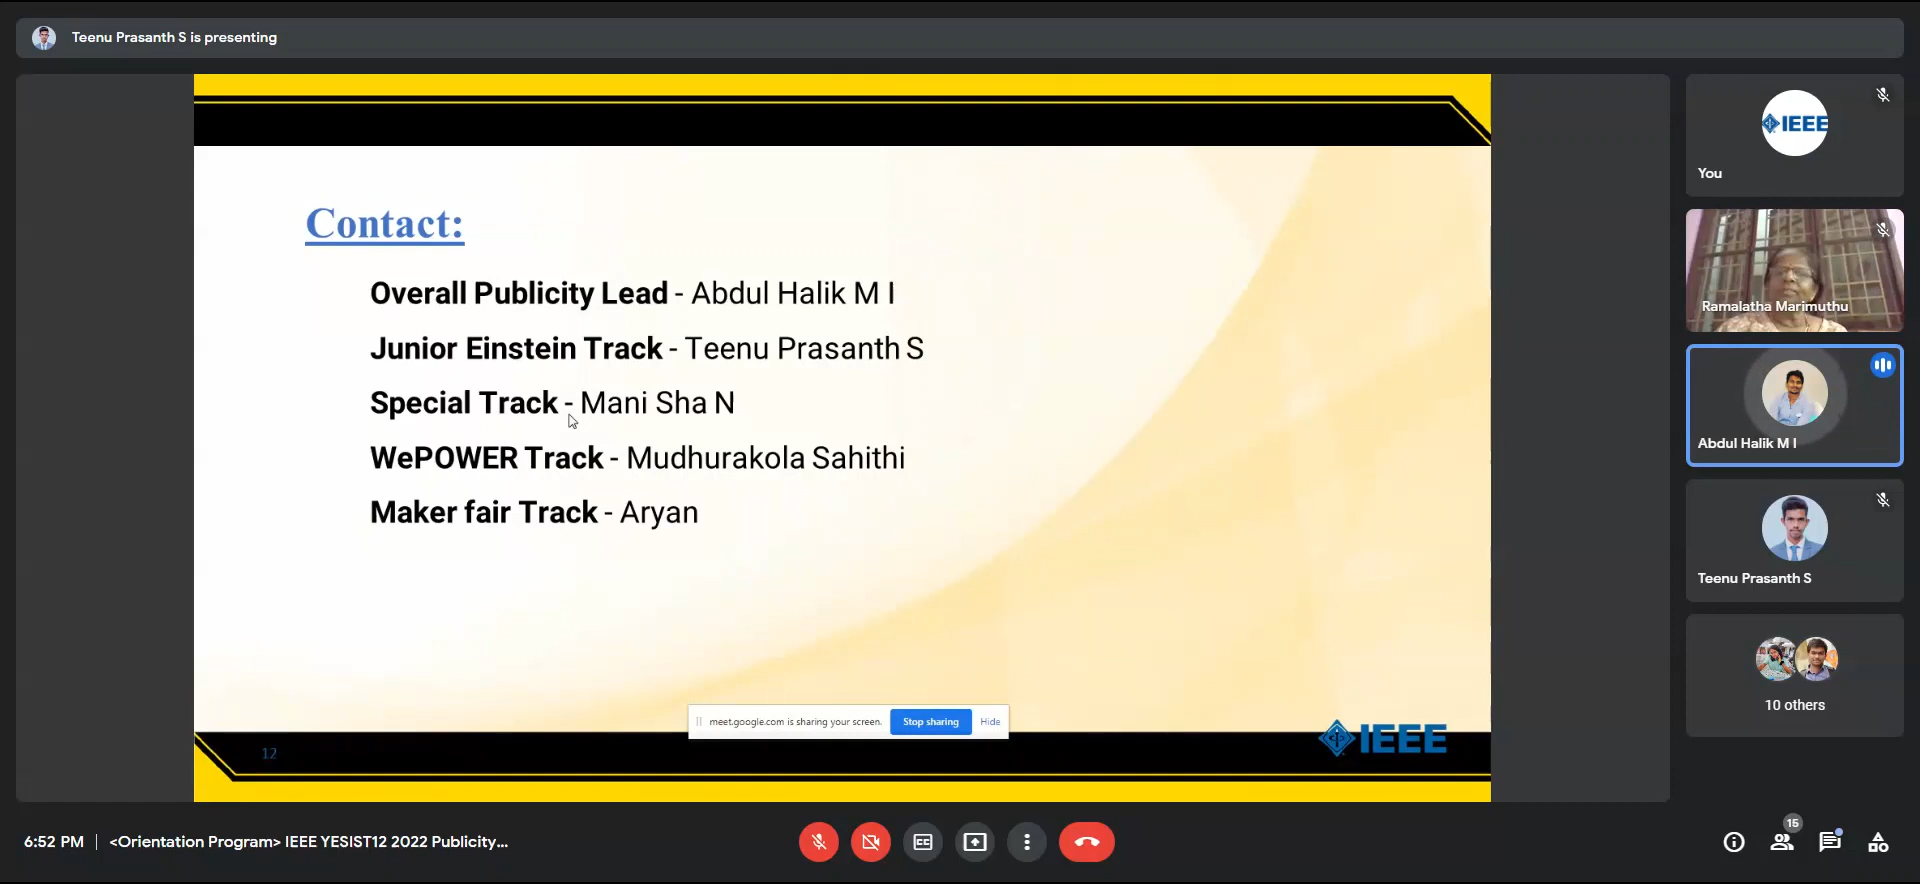 Teenu Prasanth S is presenting
Contact:
Overall Publicity Lead - Abdul Halik M I
Junior Einstein Track - Teenu Prasanth S
Special Track - Mani Sha N
WePOWER Track - Mudhurakola Sahithi
Maker fair Track - Aryan
meet.google.com is sharing your screen. Stop sharing Hide
12
IEEE
IEEE
You
Ramalatha Marimuthu
Abdul Halik M I
Teenu Prasanth S
10 others
6:52 PM | <Orientation Program> IEEE YESIST12 2022 Publicity...
15